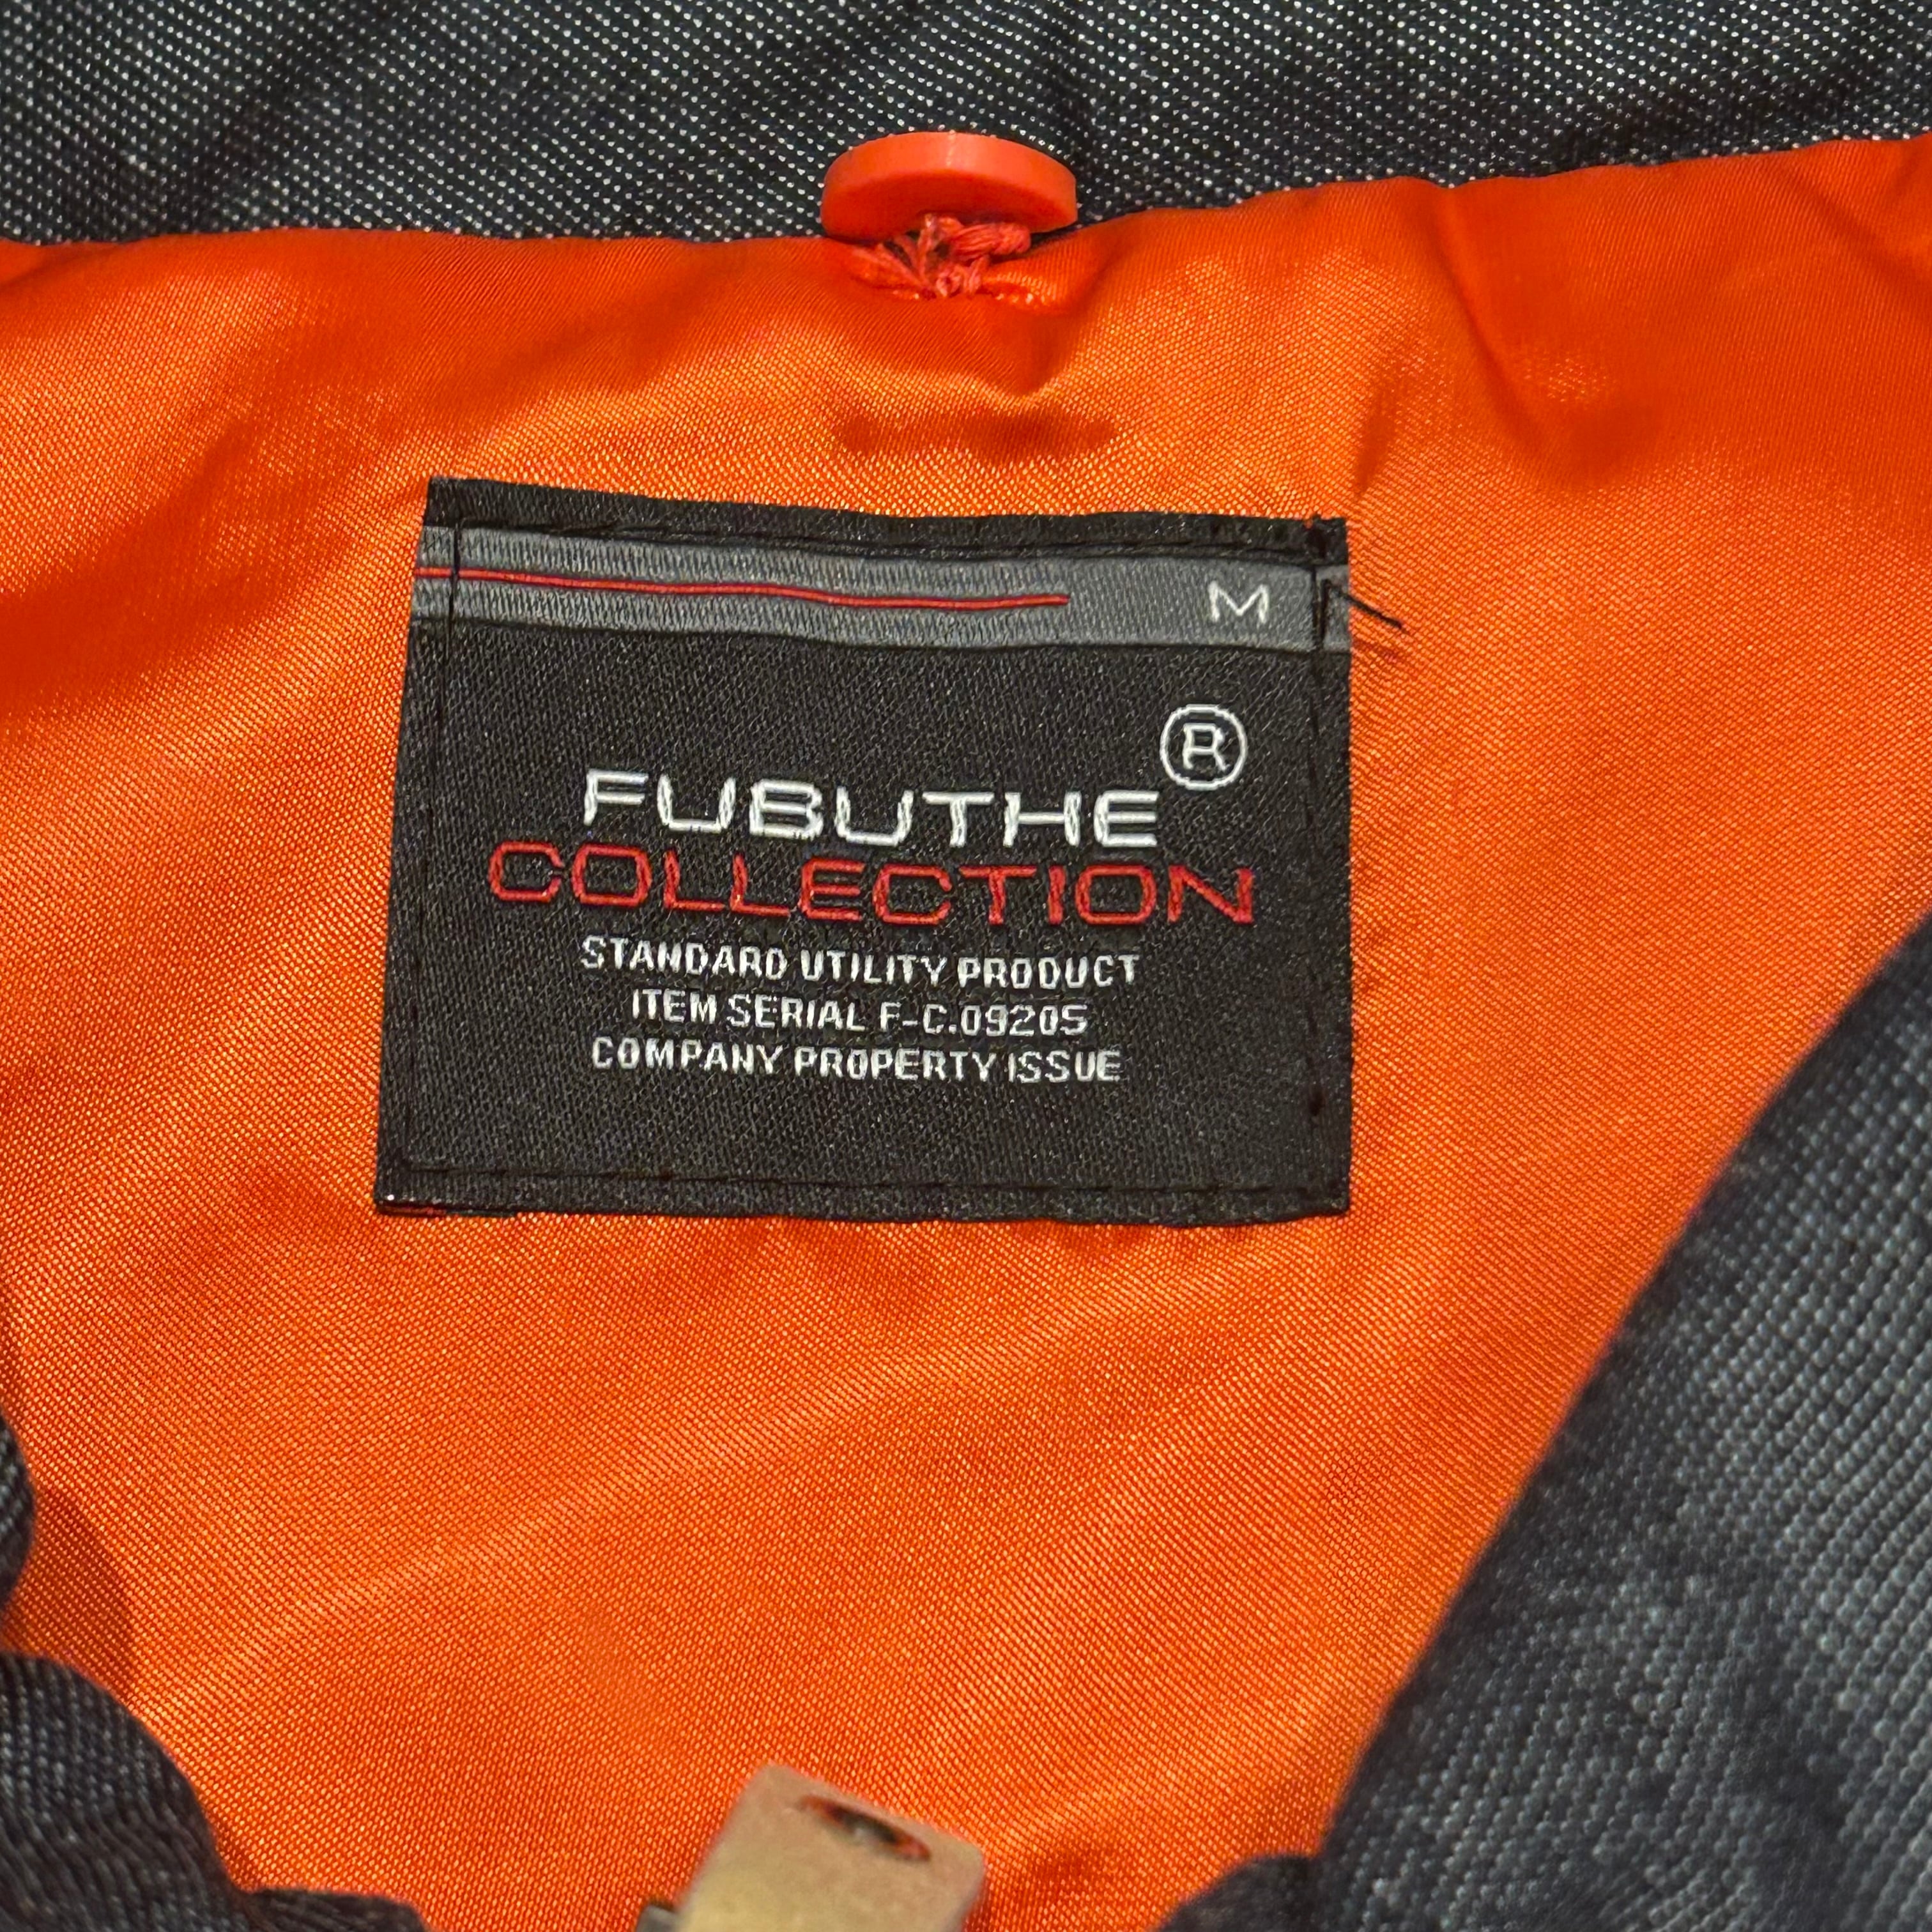 M
FUBUTHE®
COLLECTION
STANDARD UTILITY PRODUCT
ITEM SERIAL F-C.09205
COMPANY PROPERTY ISSUE